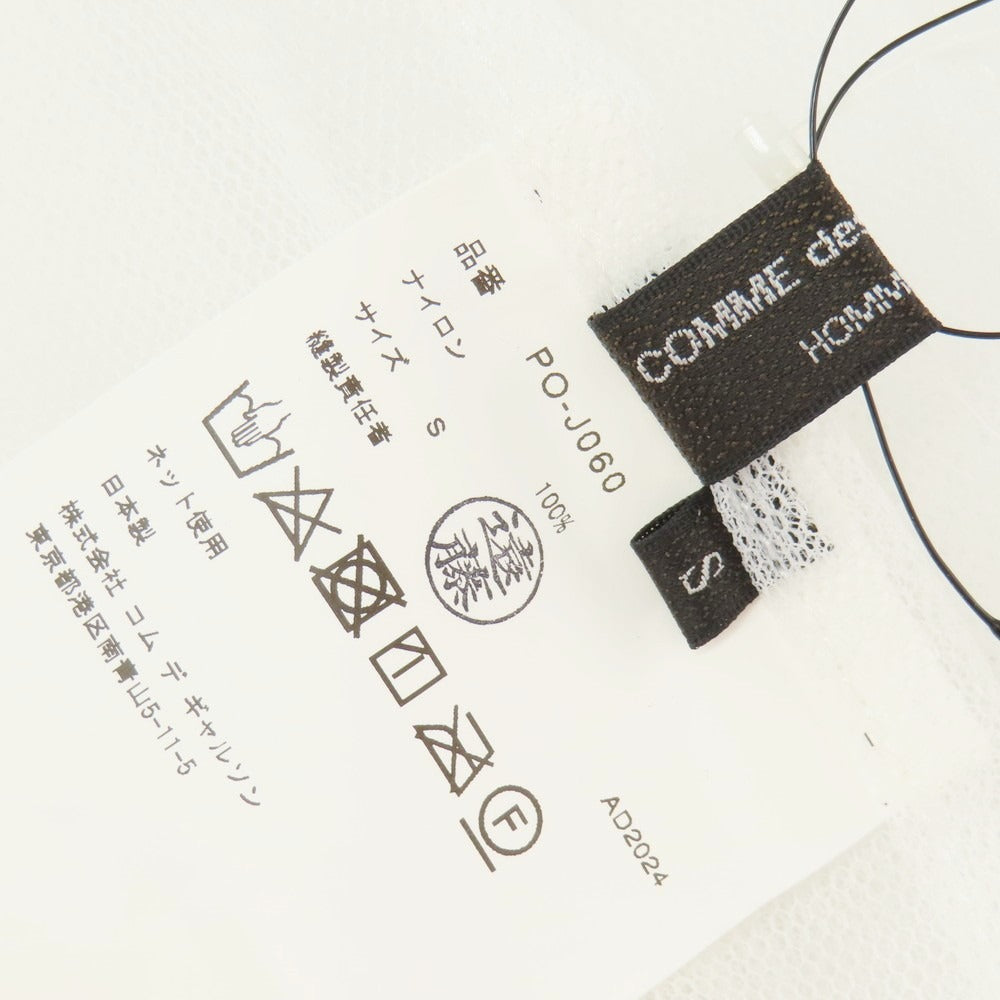 COMME des
HOMM
S
品番 PO-J060
ナイロン 100%
サイズ S
縫製責任者 遠藤
F
ネット使用
日本製
株式会社 コム デ ギャルソン
東京都港区南青山5-11-5
AD2024